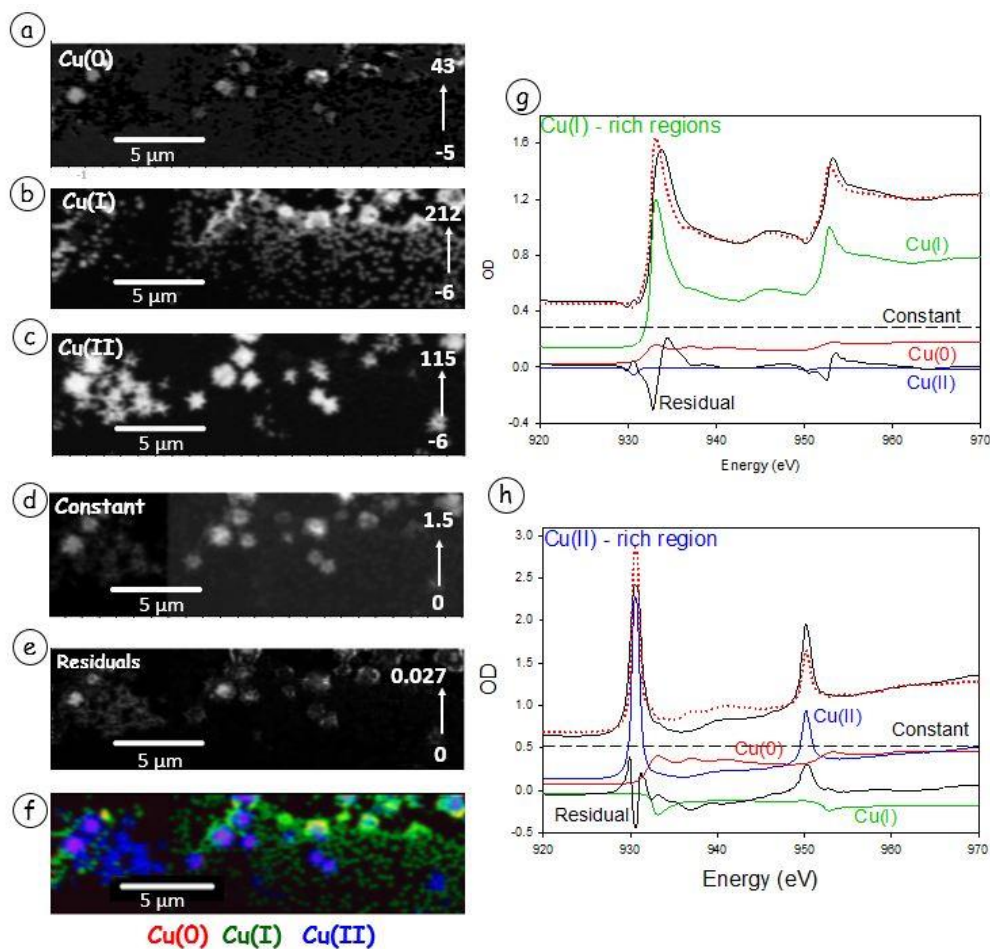 a
Cu(0)
43
-5
5 µm
-1
b
Cu(I)
212
-6
5 µm
c
Cu(II)
115
-6
5 µm
d
Constant
1.5
0
5 µm
e
Residuals
0.027
0
5 µm
f
5 µm
Cu(0) Cu(I) Cu(II)
g
Cu(I) - rich regions
1.6
1.2
0.8
0.4
0.0
-0.4
OD
Cu(I)
Constant
Cu(0)
Cu(II)
Residual
920 930 940 950 960 970
Energy (eV)
h
Cu(II) - rich region
3.0
2.5
2.0
1.5
1.0
0.5
0.0
-0.5
OD
Cu(II)
Constant
Cu(0)
Residual
Cu(I)
920 930 940 950 960 970
Energy (eV)